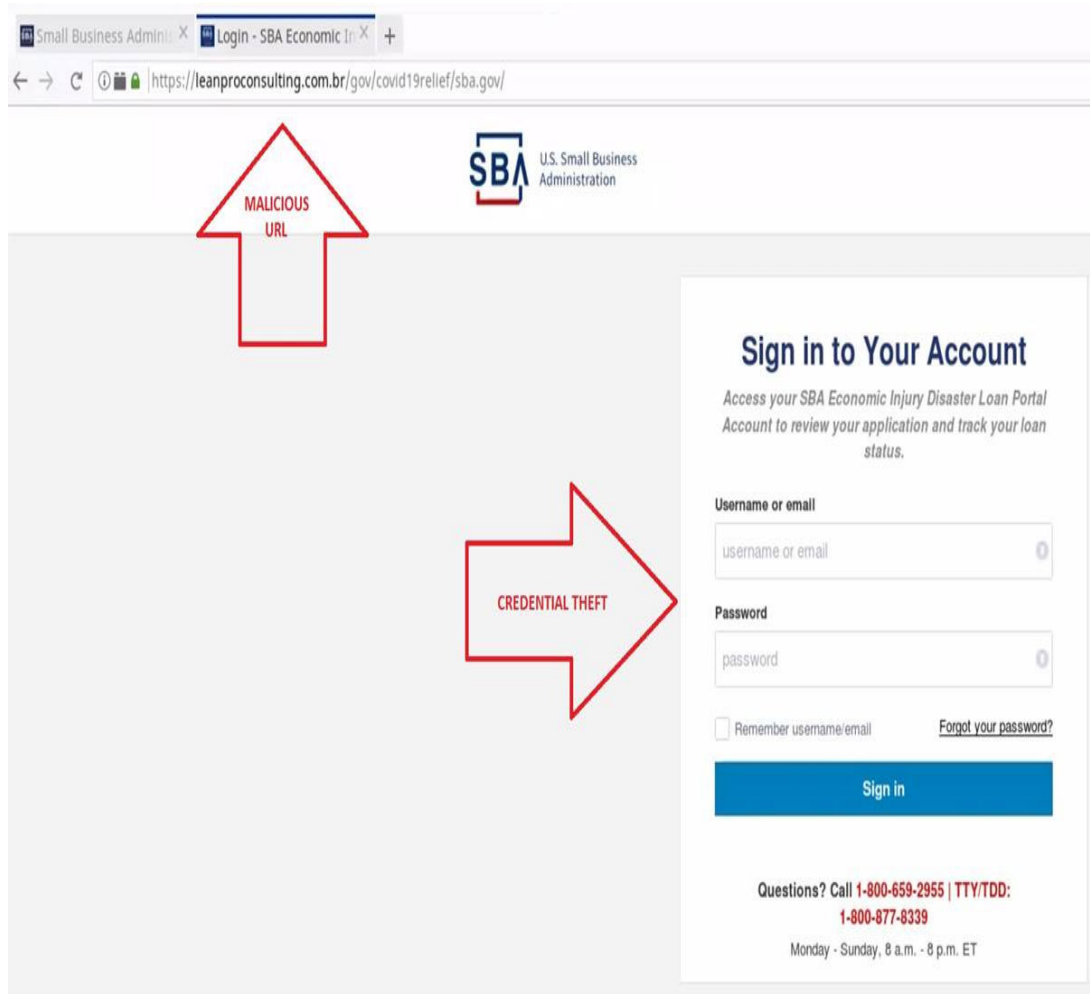 Small Business Adminis
Login - SBA Economic In
https://leanproconsulting.com.br/gov/covid19relief/sba.gov/
SBA
U.S. Small Business
Administration
MALICIOUS
URL
Sign in to Your Account
Access your SBA Economic Injury Disaster Loan Portal
Account to review your application and track your loan
status.
Username or email
username or email
CREDENTIAL THEFT
Password
password
Remember username/email Forgot your password?
Sign in
Questions? Call 1-800-659-2955 | TTY/TDD:
1-800-877-8339
Monday - Sunday, 8 a.m. - 8 p.m. ET